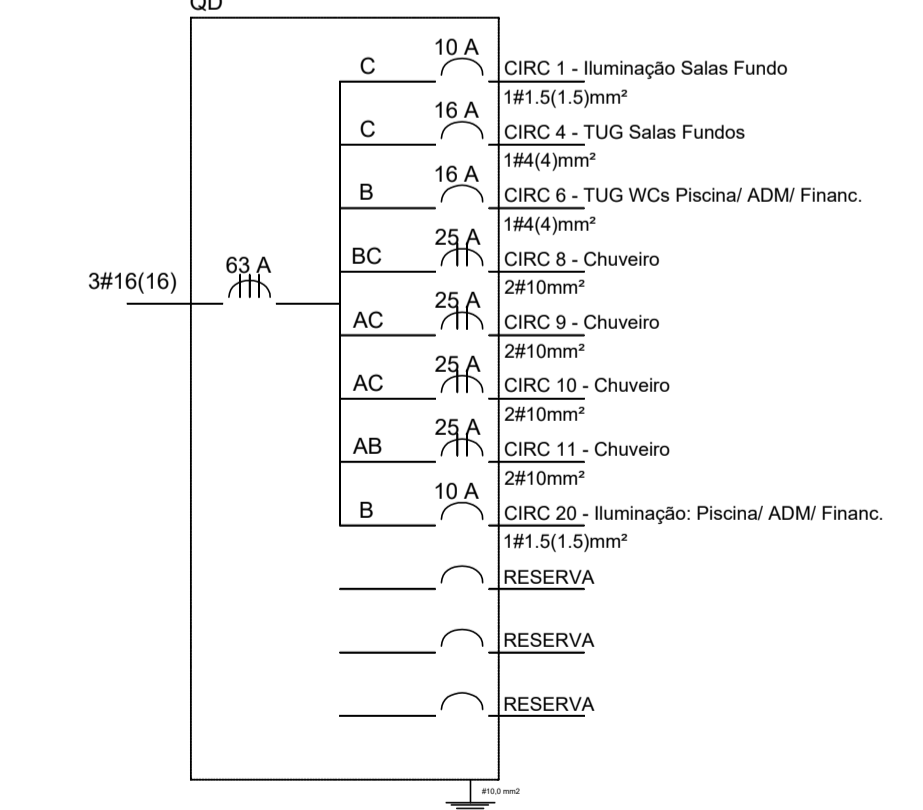 QD
C 10 A CIRC 1 - Iluminação Salas Fundo
1#1.5(1.5)mm²
C 16 A CIRC 4 - TUG Salas Fundos
1#4(4)mm²
B 16 A CIRC 6 - TUG WCs Piscina/ ADM/ Financ.
1#4(4)mm²
BC 25 A CIRC 8 - Chuveiro
2#10mm²
3#16(16) 63 A
AC 25 A CIRC 9 - Chuveiro
2#10mm²
AC 25 A CIRC 10 - Chuveiro
2#10mm²
AB 25 A CIRC 11 - Chuveiro
2#10mm²
B 10 A CIRC 20 - Iluminação: Piscina/ ADM/ Financ.
1#1.5(1.5)mm²
RESERVA
RESERVA
RESERVA
#10,0 mm2